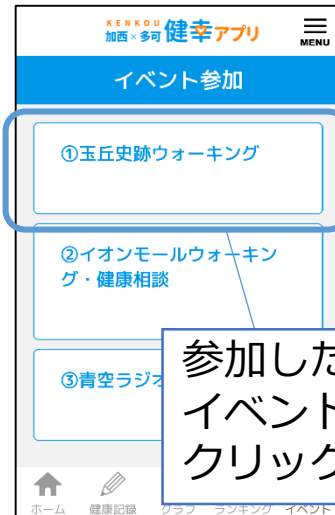 KENKOU
加西×多可 健幸アプリ
MENU
イベント参加
①玉丘史跡ウォーキング
②イオンモールウォーキン
グ・健康相談
③青空ラジオ
参加した
イベント
クリック
ホーム 健康記録 グラフ ランキング イベント